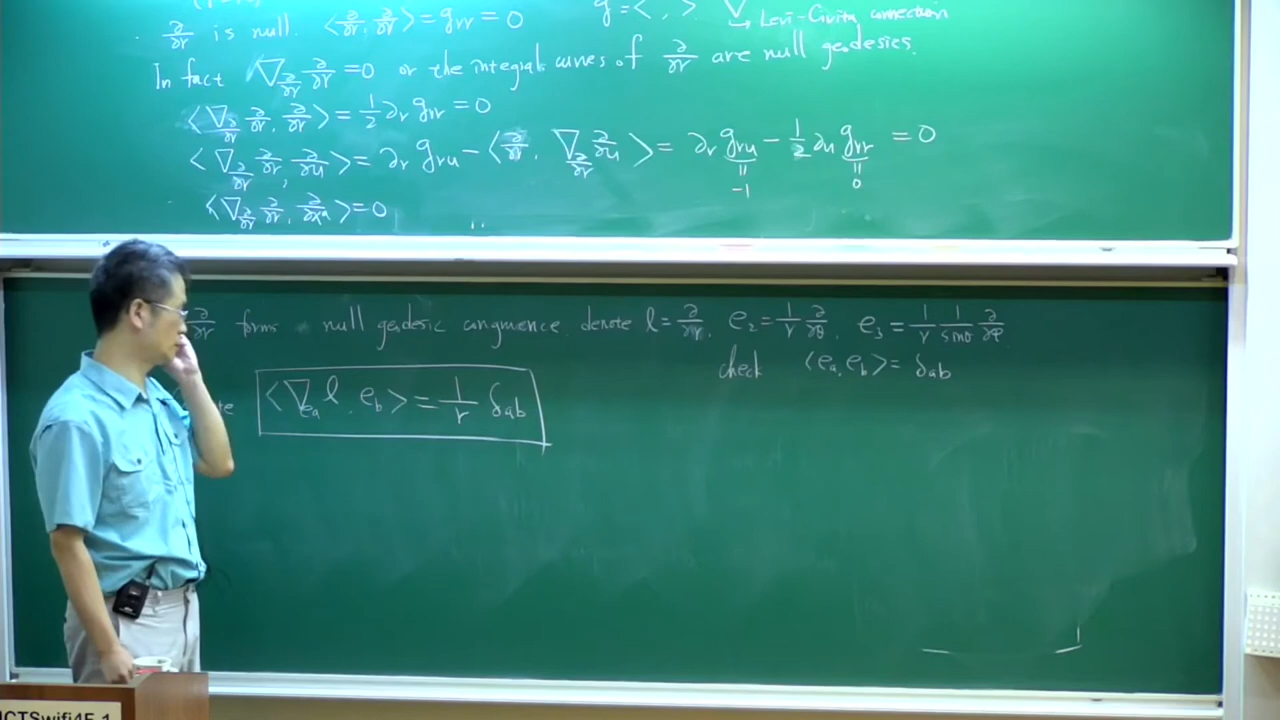 ∂/∂r is null. ⟨∂/∂r, ∂/∂r⟩ = g_rr = 0 g = ⟨ , ⟩ ∇
↳ Levi-Civita connection
In fact ∇_{∂/∂r} ∂/∂r = 0 or the integral curves of ∂/∂r are null geodesics.
⟨∇_{∂/∂r} ∂/∂r, ∂/∂r⟩ = 1/2 ∂_r g_rr = 0
⟨∇_{∂/∂r} ∂/∂r, ∂/∂u⟩ = ∂_r g_ru − ⟨∂/∂r, ∇_{∂/∂r} ∂/∂u⟩ = ∂_r g_ru − 1/2 ∂_u g_rr = 0
= -1 = 0
⟨∇_{∂/∂r} ∂/∂r, ∂/∂x^a⟩ = 0
∂/∂r forms null geodesic congruence denote l = ∂/∂r, e_2 = 1/r ∂/∂θ, e_3 = 1/r 1/sinθ ∂/∂φ
check ⟨e_a, e_b⟩ = δ_ab
⟨∇_{e_a} l, e_b⟩ = 1/r δ_ab